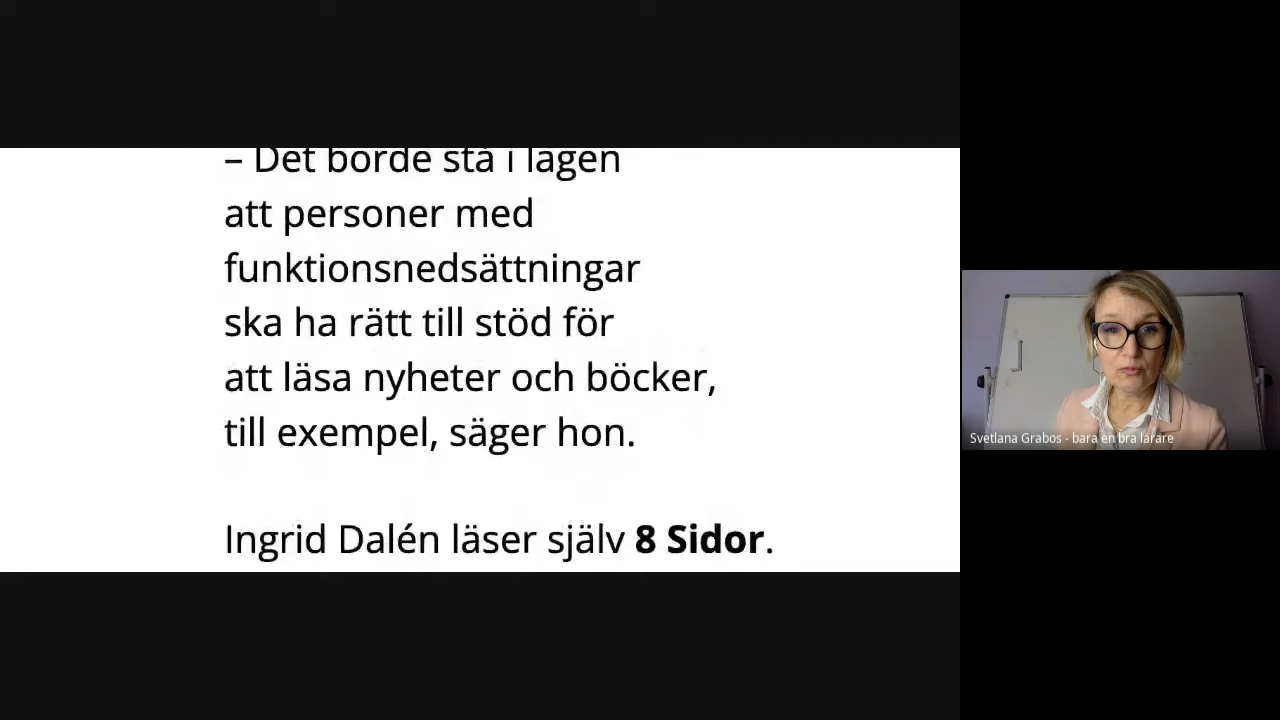 – Det borde stå i lagen
att personer med
funktionsnedsättningar
ska ha rätt till stöd för
att läsa nyheter och böcker,
till exempel, säger hon.
Ingrid Dalén läser själv 8 Sidor.
Svetlana Grabos - bara en bra lärare